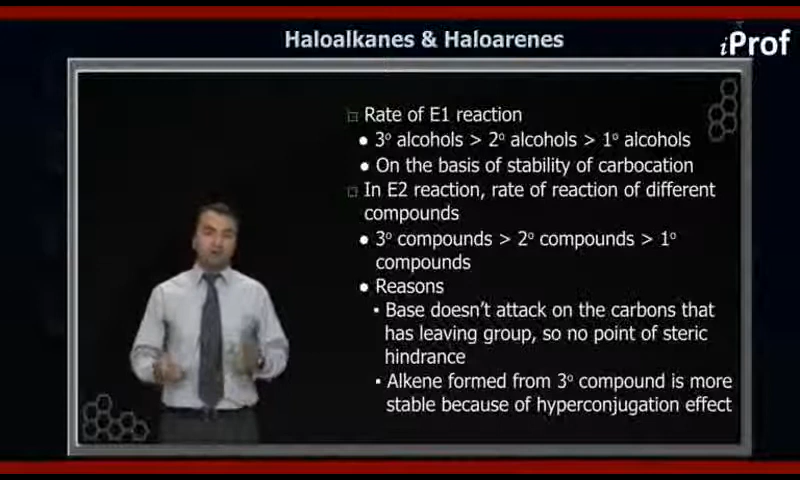 Haloalkanes & Haloarenes
iProf
Rate of E1 reaction
3° alcohols > 2° alcohols > 1° alcohols
On the basis of stability of carbocation
In E2 reaction, rate of reaction of different
compounds
3° compounds > 2° compounds > 1°
compounds
Reasons
Base doesn't attack on the carbons that
has leaving group, so no point of steric
hindrance
Alkene formed from 3° compound is more
stable because of hyperconjugation effect